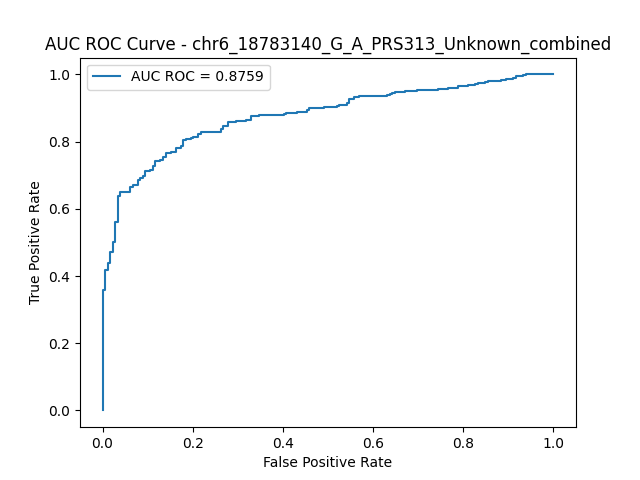 AUC ROC Curve - chr6_18783140_G_A_PRS313_Unknown_combined
AUC ROC = 0.8759
True Positive Rate
1.0
0.8
0.6
0.4
0.2
0.0
0.0 0.2 0.4 0.6 0.8 1.0
False Positive Rate